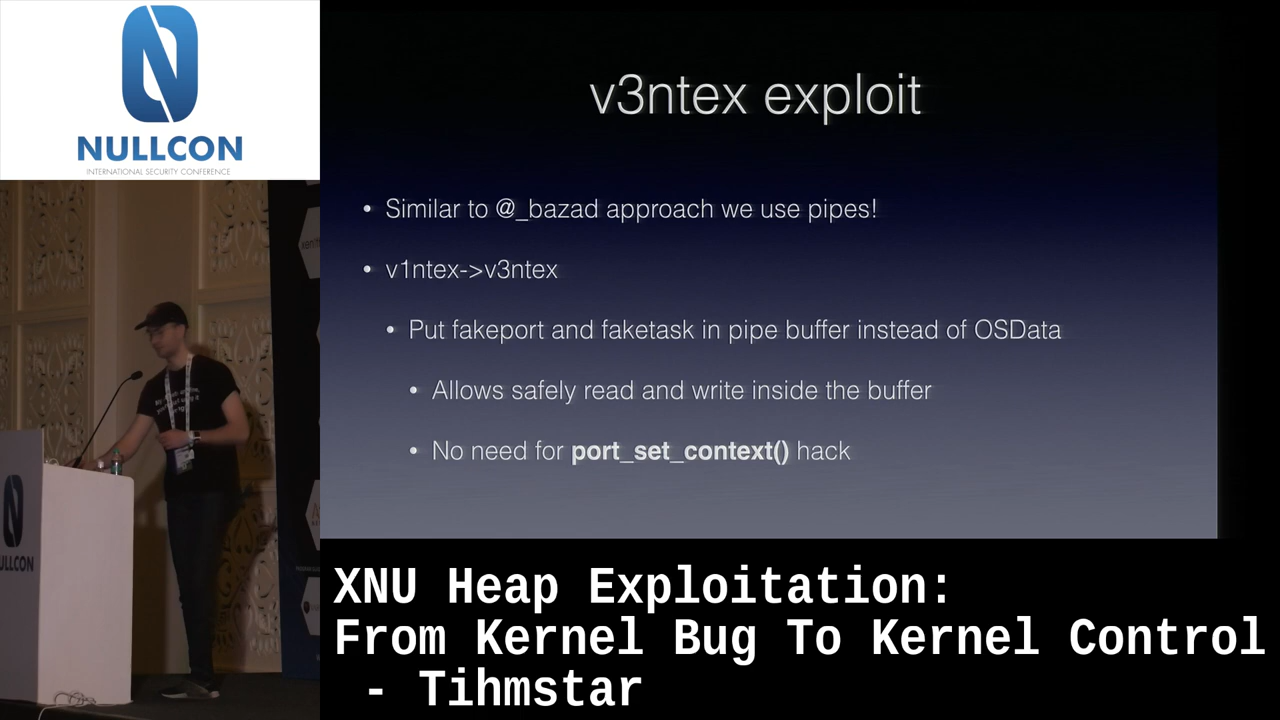 NULLCON
INTERNATIONAL SECURITY CONFERENCE
v3ntex exploit
• Similar to @_bazad approach we use pipes!
• v1ntex->v3ntex
• Put fakeport and faketask in pipe buffer instead of OSData
• Allows safely read and write inside the buffer
• No need for port_set_context() hack
ULLCON
XNU Heap Exploitation:
From Kernel Bug To Kernel Control
- Tihmstar